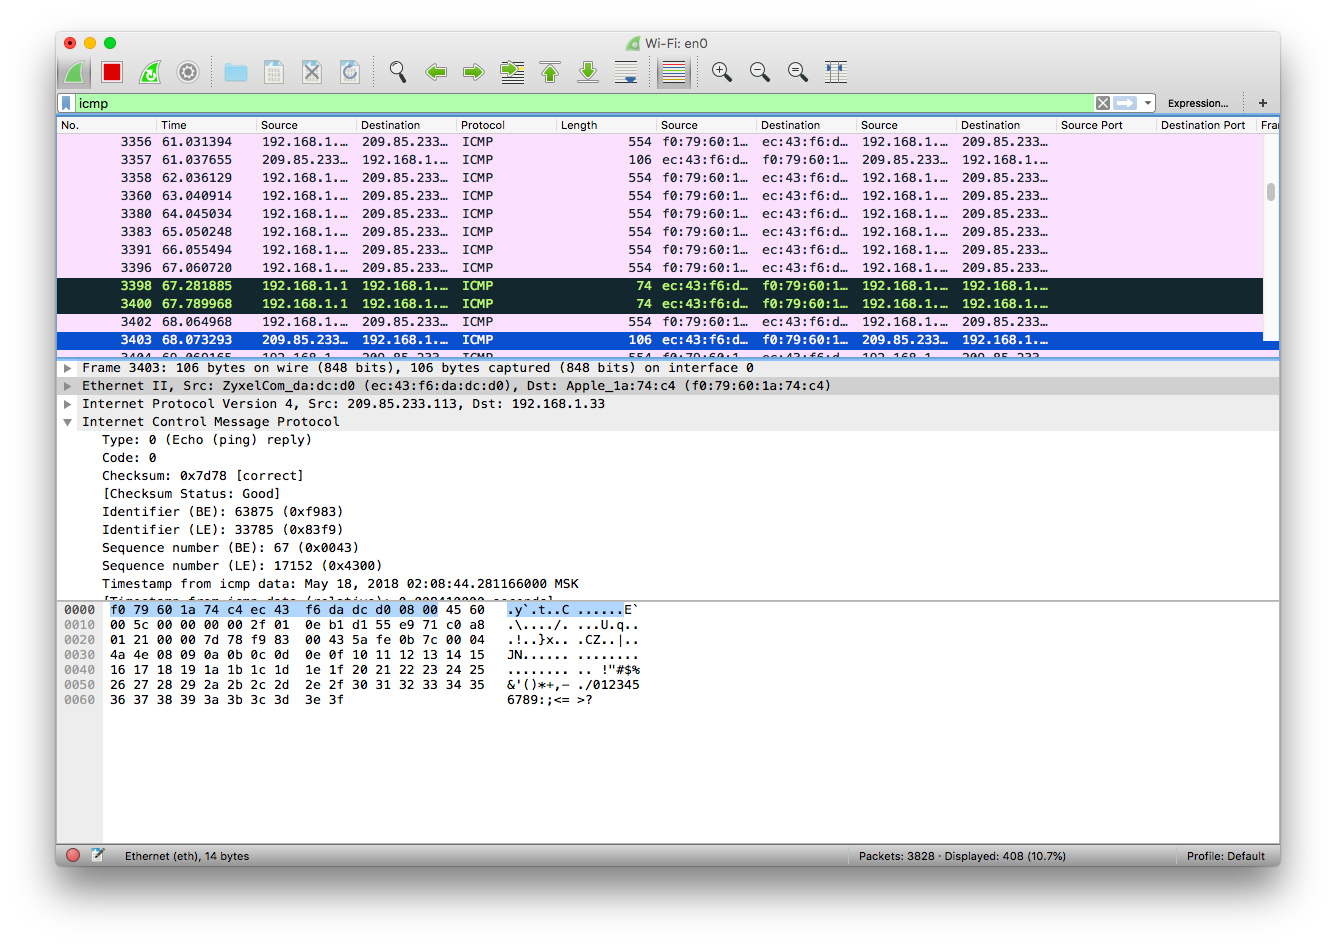 Wi-Fi: en0
icmp Expression... +
No. Time Source Destination Protocol Length Source Destination Source Destination Source Port Destination Port Fra
3356 61.031394 192.168.1.… 209.85.233… ICMP 554 f0:79:60:1… ec:43:f6:d… 192.168.1.… 209.85.233…
3357 61.037655 209.85.233… 192.168.1.… ICMP 106 ec:43:f6:d… f0:79:60:1… 209.85.233… 192.168.1.…
3358 62.036129 192.168.1.… 209.85.233… ICMP 554 f0:79:60:1… ec:43:f6:d… 192.168.1.… 209.85.233…
3360 63.040914 192.168.1.… 209.85.233… ICMP 554 f0:79:60:1… ec:43:f6:d… 192.168.1.… 209.85.233…
3380 64.045034 192.168.1.… 209.85.233… ICMP 554 f0:79:60:1… ec:43:f6:d… 192.168.1.… 209.85.233…
3383 65.050248 192.168.1.… 209.85.233… ICMP 554 f0:79:60:1… ec:43:f6:d… 192.168.1.… 209.85.233…
3391 66.055494 192.168.1.… 209.85.233… ICMP 554 f0:79:60:1… ec:43:f6:d… 192.168.1.… 209.85.233…
3396 67.060720 192.168.1.… 209.85.233… ICMP 554 f0:79:60:1… ec:43:f6:d… 192.168.1.… 209.85.233…
3398 67.281885 192.168.1.1 192.168.1.… ICMP 74 ec:43:f6:d… f0:79:60:1… 192.168.1.… 192.168.1.…
3400 67.789968 192.168.1.1 192.168.1.… ICMP 74 ec:43:f6:d… f0:79:60:1… 192.168.1.… 192.168.1.…
3402 68.064968 192.168.1.… 209.85.233… ICMP 554 f0:79:60:1… ec:43:f6:d… 192.168.1.… 209.85.233…
3403 68.073293 209.85.233… 192.168.1.… ICMP 106 ec:43:f6:d… f0:79:60:1… 209.85.233… 192.168.1.…
Frame 3403: 106 bytes on wire (848 bits), 106 bytes captured (848 bits) on interface 0
Ethernet II, Src: ZyxelCom_da:dc:d0 (ec:43:f6:da:dc:d0), Dst: Apple_1a:74:c4 (f0:79:60:1a:74:c4)
Internet Protocol Version 4, Src: 209.85.233.113, Dst: 192.168.1.33
Internet Control Message Protocol
Type: 0 (Echo (ping) reply)
Code: 0
Checksum: 0x7d78 [correct]
[Checksum Status: Good]
Identifier (BE): 63875 (0xf983)
Identifier (LE): 33785 (0x83f9)
Sequence number (BE): 67 (0x0043)
Sequence number (LE): 17152 (0x4300)
Timestamp from icmp data: May 18, 2018 02:08:44.281166000 MSK
0000 f0 79 60 1a 74 c4 ec 43 f6 da dc d0 08 00 45 60 .y`.t..C ......E`
0010 00 5c 00 00 00 00 2f 01 0e b1 d1 55 e9 71 c0 a8 .\..../. ...U.q..
0020 01 21 00 00 7d 78 f9 83 00 43 5a fe 0b 7c 00 04 .!..}x.. .CZ..|..
0030 4a 4e 08 09 0a 0b 0c 0d 0e 0f 10 11 12 13 14 15 JN...... ........
0040 16 17 18 19 1a 1b 1c 1d 1e 1f 20 21 22 23 24 25 ........ .. !"#$%
0050 26 27 28 29 2a 2b 2c 2d 2e 2f 30 31 32 33 34 35 &'()*+,- ./012345
0060 36 37 38 39 3a 3b 3c 3d 3e 3f 6789:;<= >?
Ethernet (eth), 14 bytes Packets: 3828 · Displayed: 408 (10.7%) Profile: Default